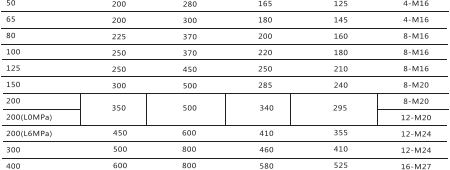 50 200 280 165 125 4-M16
65 200 300 180 145 4-M16
80 225 370 200 160 8-M16
100 250 370 220 180 8-M16
125 250 450 250 210 8-M16
150 300 500 285 240 8-M20
200 350 500 340 295 8-M20
200(L0MPa) 12-M20
200(L6MPa) 450 600 410 355 12-M24
300 500 800 460 410 12-M24
400 600 800 580 525 16-M27